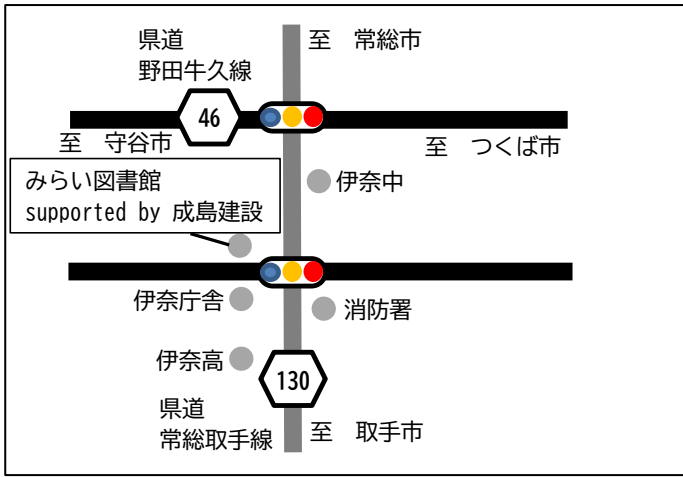 県道
野田牛久線
至　常総市
46
至　守谷市
至　つくば市
みらい図書館
supported by 成島建設
伊奈中
伊奈庁舎
消防署
伊奈高
130
県道
常総取手線
至　取手市